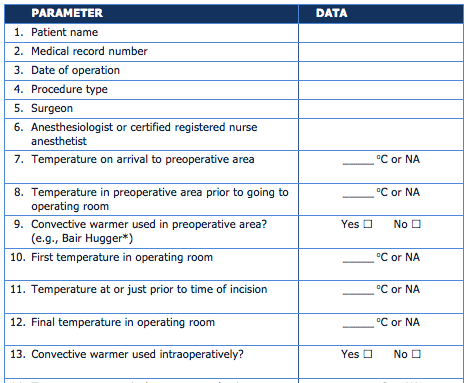 PARAMETER DATA
1. Patient name
2. Medical record number
3. Date of operation
4. Procedure type
5. Surgeon
6. Anesthesiologist or certified registered nurse
anesthetist
7. Temperature on arrival to preoperative area _____ °C or NA
8. Temperature in preoperative area prior to going to _____ °C or NA
operating room
9. Convective warmer used in preoperative area? Yes ☐ No ☐
(e.g., Bair Hugger*)
10. First temperature in operating room _____ °C or NA
11. Temperature at or just prior to time of incision _____ °C or NA
12. Final temperature in operating room _____ °C or NA
13. Convective warmer used intraoperatively? Yes ☐ No ☐